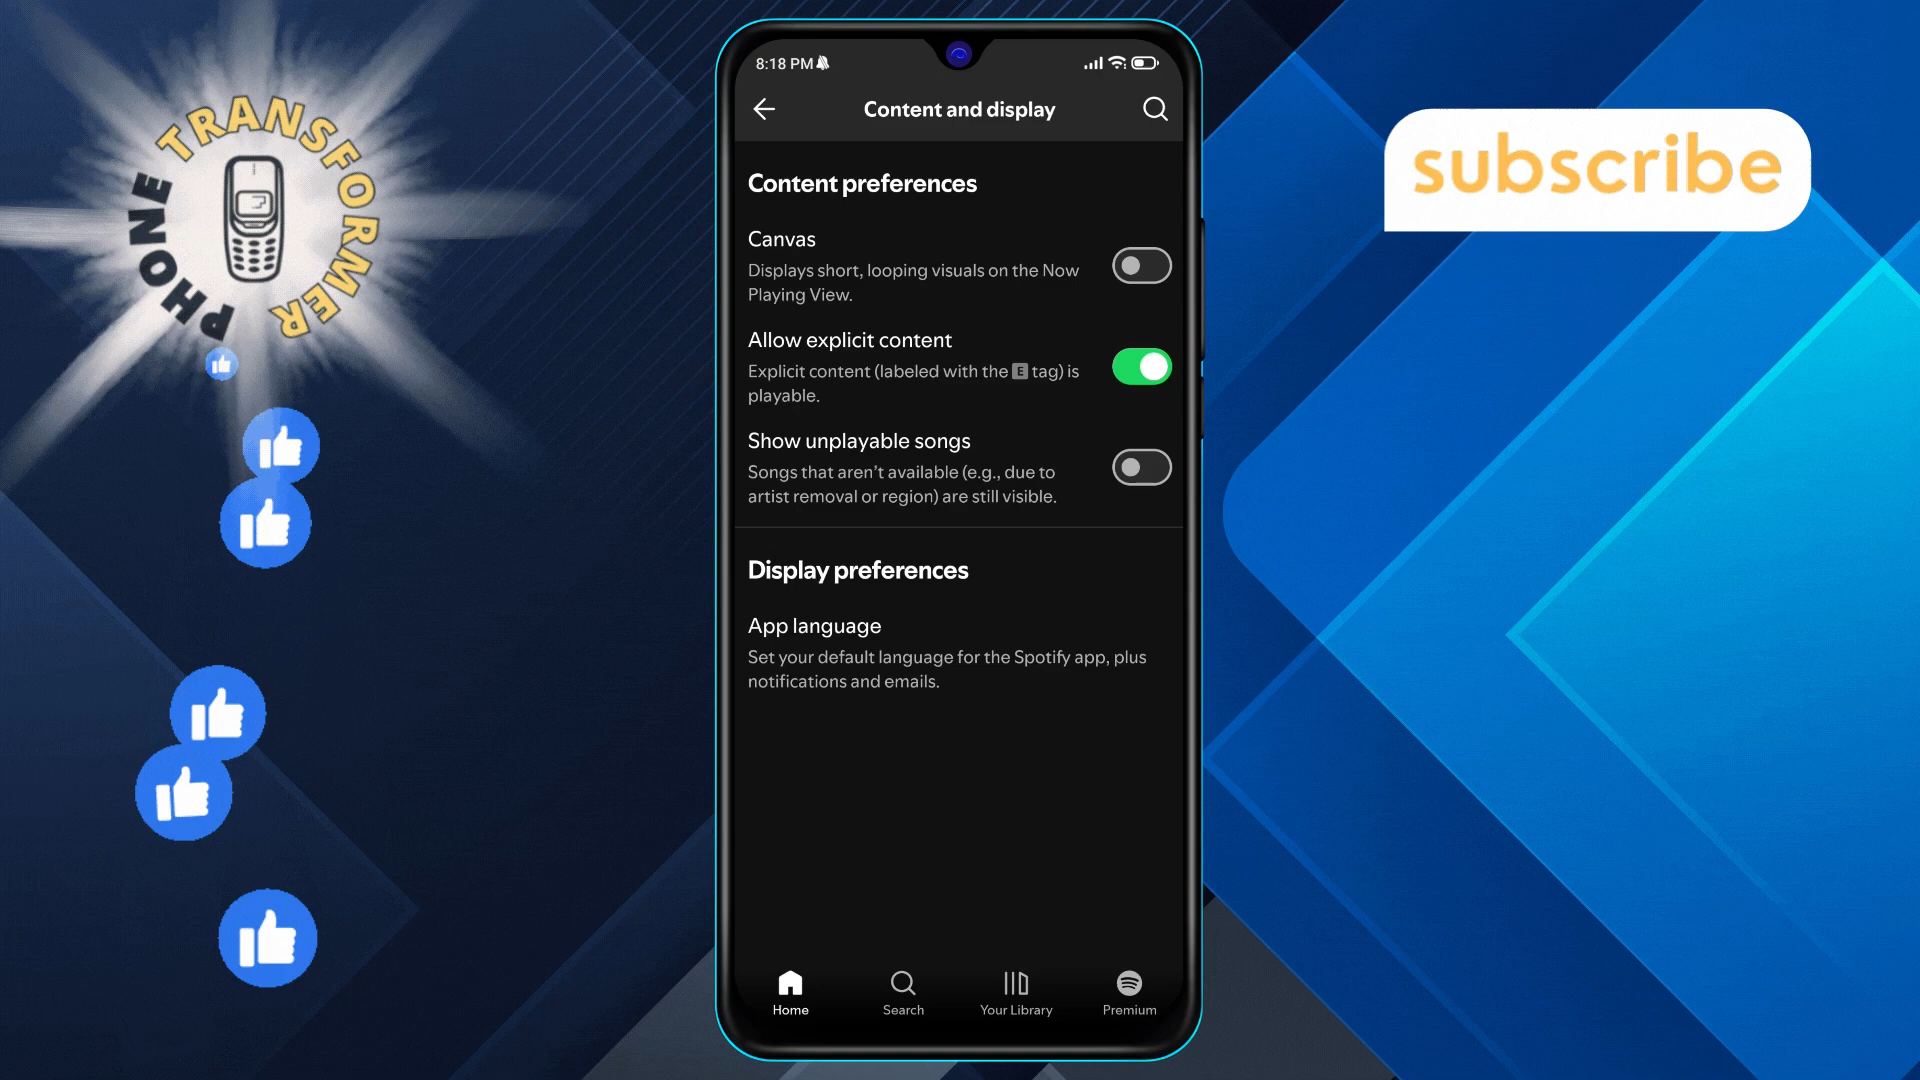 PHONE TRANSFORMER
subscribe
8:18 PM
Content and display
Content preferences
Canvas
Displays short, looping visuals on the Now
Playing View.
Allow explicit content
Explicit content (labeled with the E tag) is
playable.
Show unplayable songs
Songs that aren't available (e.g., due to
artist removal or region) are still visible.
Display preferences
App language
Set your default language for the Spotify app, plus
notifications and emails.
Home
Search
Your Library
Premium